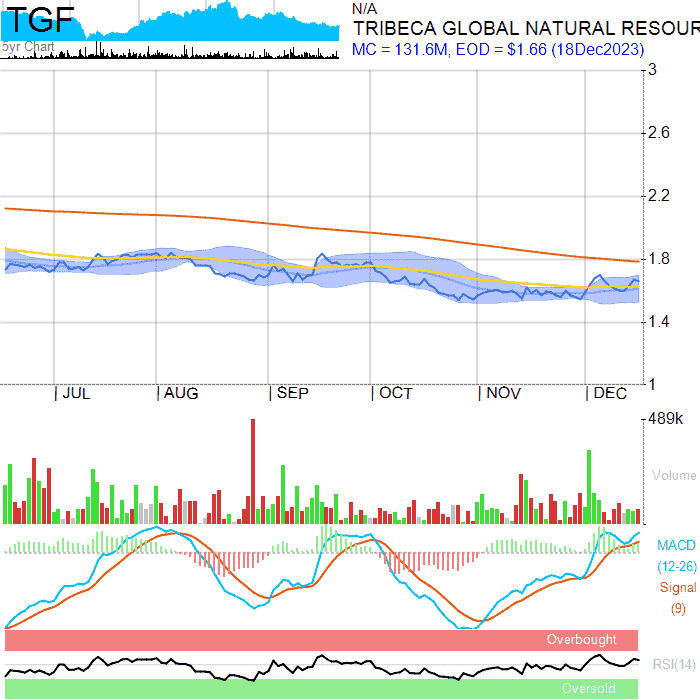 TGF
5yr Chart
N/A
TRIBECA GLOBAL NATURAL RESOUR
MC = 131.6M, EOD = $1.66 (18Dec2023)
3
2.6
2.2
1.8
1.4
1
JUL
AUG
SEP
OCT
NOV
DEC
489k
Volume
MACD
(12-26)
Signal
(9)
Overbought
RSI(14)
Oversold